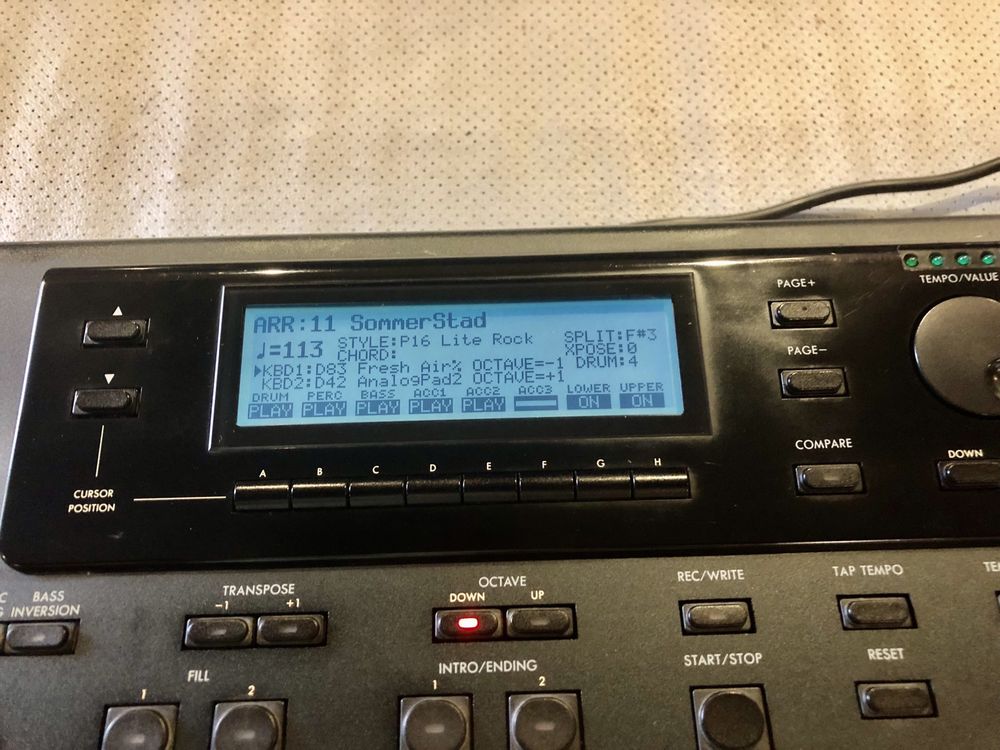 TEMPO/VALUE
PAGE+
ARR:11 SommerStad
♩=113 STYLE:P16 Lite Rock SPLIT:F#3
CHORD: XPOSE:0
▶KBD1:D83 Fresh Air% OCTAVE=-1 DRUM:4
KBD2:D42 AnalogPad2 OCTAVE=+1
DRUM PERC BASS ACC1 ACC2 ACC3 LOWER UPPER
PLAY PLAY PLAY PLAY PLAY ON ON
PAGE-
COMPARE
DOWN
A B C D E F G H
CURSOR
POSITION
BASS
INVERSION
TRANSPOSE
-1 +1
OCTAVE
DOWN UP
REC/WRITE
TAP TEMPO
FILL
1 2
INTRO/ENDING
1 2
START/STOP
RESET